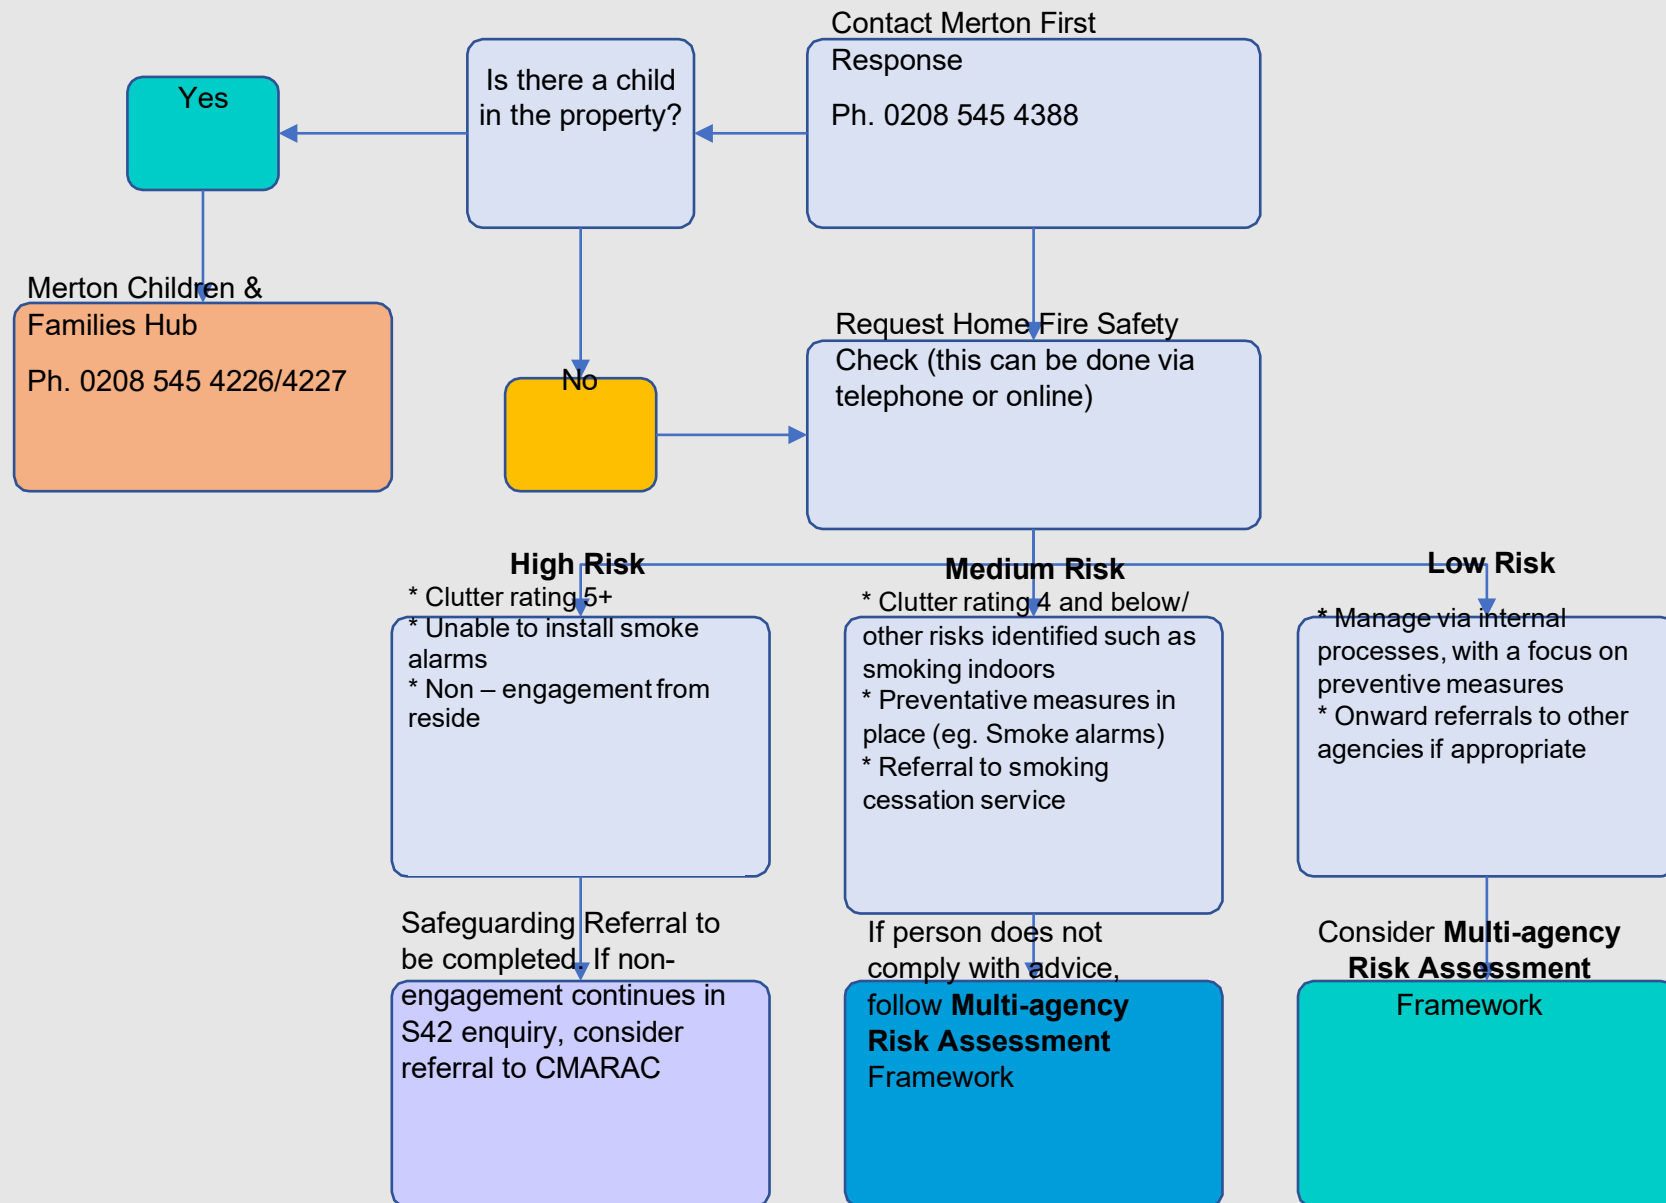 Contact Merton First
Response
Ph. 0208 545 4388
Is there a child
in the property?
Yes
Merton Children &
Families Hub
Ph. 0208 545 4226/4227
No
Request Home Fire Safety
Check (this can be done via
telephone or online)
High Risk
* Clutter rating 5+
* Unable to install smoke
alarms
* Non – engagement from
reside
Medium Risk
* Clutter rating 4 and below/
other risks identified such as
smoking indoors
* Preventative measures in
place (eg. Smoke alarms)
* Referral to smoking
cessation service
Low Risk
* Manage via internal
processes, with a focus on
preventive measures
* Onward referrals to other
agencies if appropriate
Safeguarding Referral to
be completed. If non-
engagement continues in
S42 enquiry, consider
referral to CMARAC
If person does not
comply with advice,
follow Multi-agency
Risk Assessment
Framework
Consider Multi-agency
Risk Assessment
Framework